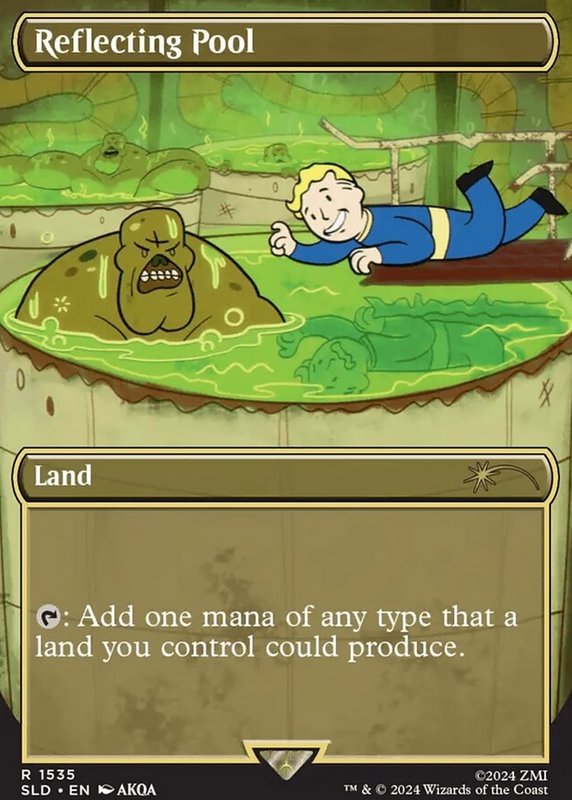 Reflecting Pool
Land
: Add one mana of any type that a
land you control could produce.
R 1535
SLD • EN AKQA
©2024 ZMI
™ & © 2024 Wizards of the Coast